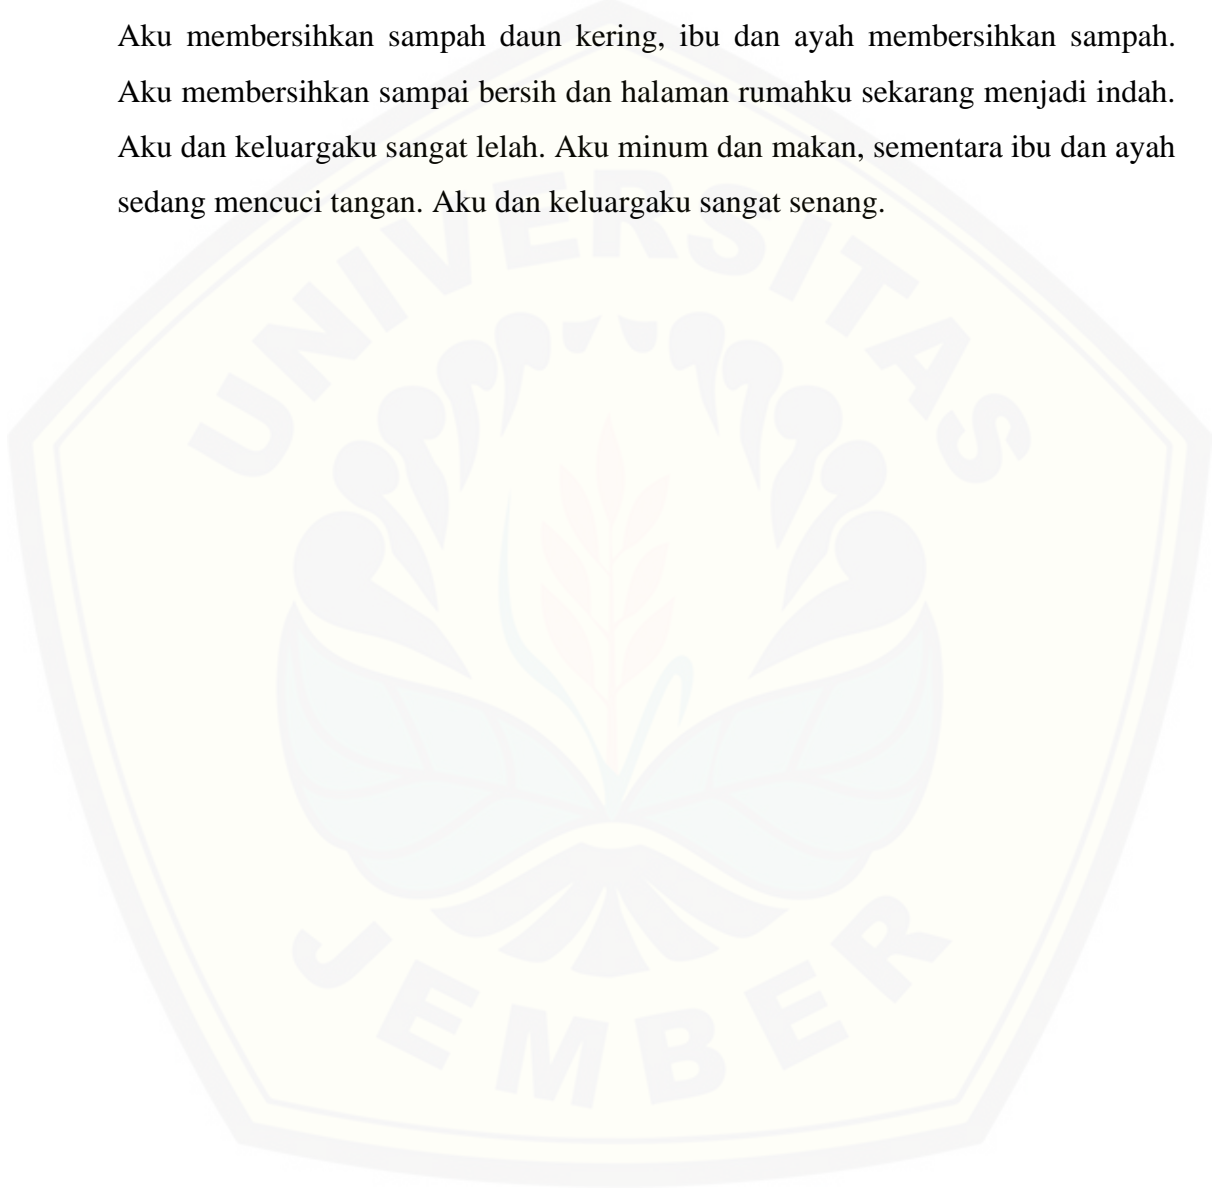 Aku membersihkan sampah daun kering, ibu dan ayah membersihkan sampah.
Aku membersihkan sampai bersih dan halaman rumahku sekarang menjadi indah.
Aku dan keluargaku sangat lelah. Aku minum dan makan, sementara ibu dan ayah
sedang mencuci tangan. Aku dan keluargaku sangat senang.
UNIVERSITAS
JEMBER